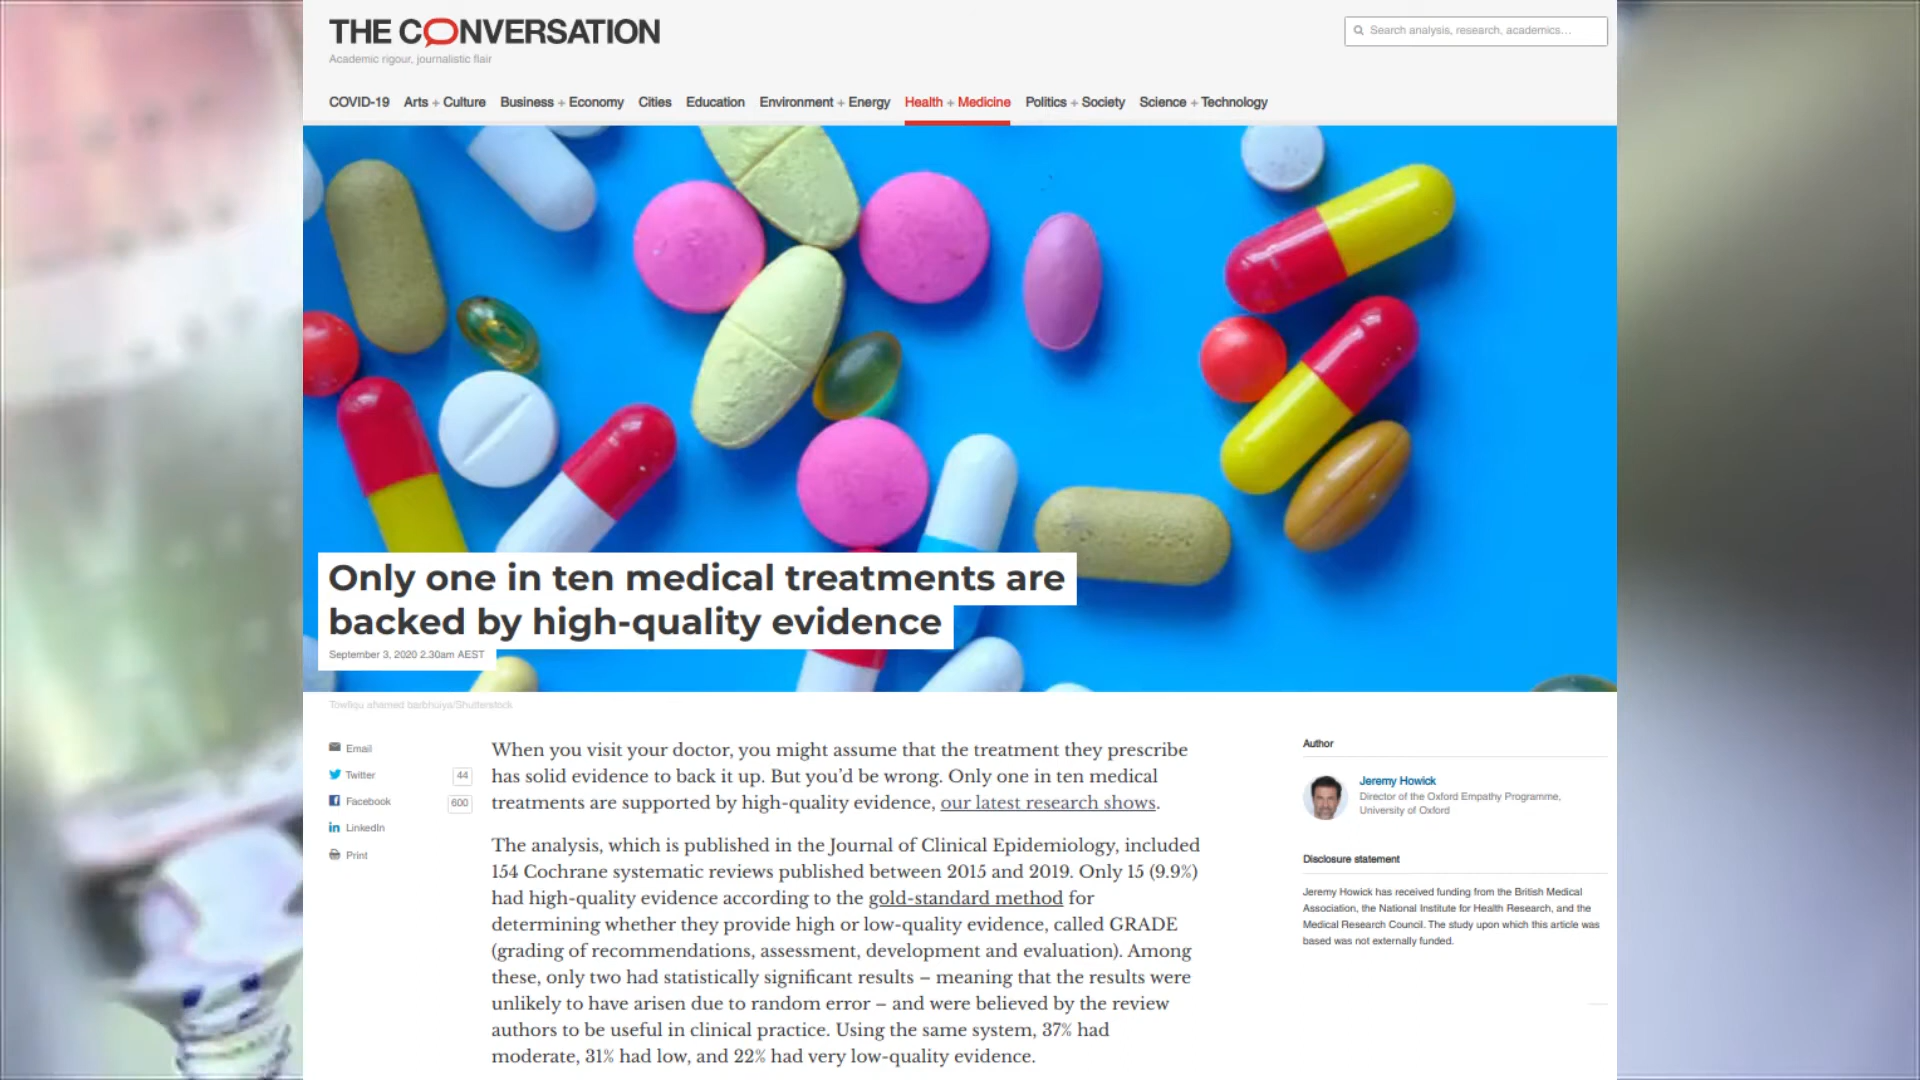 THE CONVERSATION
Academic rigour, journalistic flair
Search analysis, research, academics…
COVID-19 Arts + Culture Business + Economy Cities Education Environment + Energy Health + Medicine Politics + Society Science + Technology
Only one in ten medical treatments are
backed by high-quality evidence
September 3, 2020 2.30am AEST
Towfiqu ahamed barbhuiya/Shutterstock
Email
Twitter 44
Facebook 600
LinkedIn
Print
When you visit your doctor, you might assume that the treatment they prescribe
has solid evidence to back it up. But you’d be wrong. Only one in ten medical
treatments are supported by high-quality evidence, our latest research shows.
The analysis, which is published in the Journal of Clinical Epidemiology, included
154 Cochrane systematic reviews published between 2015 and 2019. Only 15 (9.9%)
had high-quality evidence according to the gold-standard method for
determining whether they provide high or low-quality evidence, called GRADE
(grading of recommendations, assessment, development and evaluation). Among
these, only two had statistically significant results – meaning that the results were
unlikely to have arisen due to random error – and were believed by the review
authors to be useful in clinical practice. Using the same system, 37% had
moderate, 31% had low, and 22% had very low-quality evidence.
Author
Jeremy Howick
Director of the Oxford Empathy Programme,
University of Oxford
Disclosure statement
Jeremy Howick has received funding from the British Medical
Association, the National Institute for Health Research, and the
Medical Research Council. The study upon which this article was
based was not externally funded.